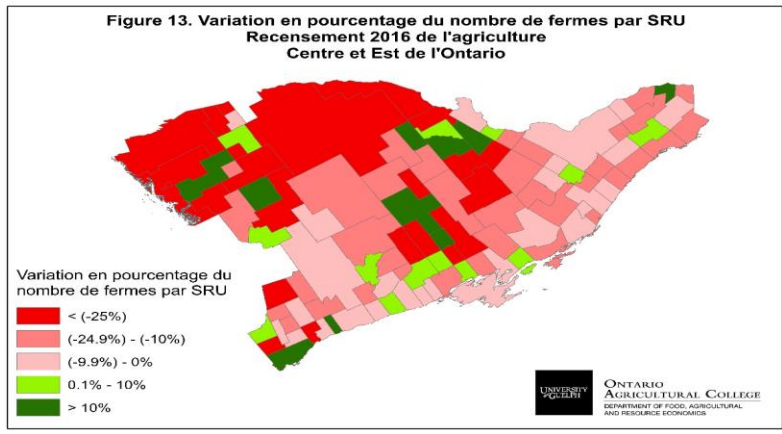 Figure 13. Variation en pourcentage du nombre de fermes par SRU
Recensement 2016 de l'agriculture
Centre et Est de l'Ontario
Variation en pourcentage du
nombre de fermes par SRU
< (-25%)
(-24.9%) - (-10%)
(-9.9%) - 0%
0.1% - 10%
> 10%
UNIVERSITY
OF GUELPH
ONTARIO
AGRICULTURAL COLLEGE
DEPARTMENT OF FOOD, AGRICULTURAL
AND RESOURCE ECONOMICS